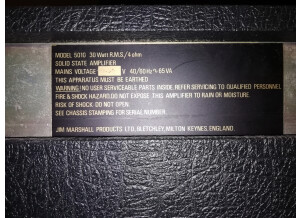 MODEL 5010 30 Watt R.M.S./4 ohm
SOLID STATE AMPLIFIER
MAINS VOLTAGE V 40/60Hz~65VA
THIS APPARATUS MUST BE EARTHED
WARNING! NO USER SERVICEABLE PARTS INSIDE REFER SERVICING TO QUALIFIED PERSONNEL
FIRE & SHOCK HAZARD. DO NOT EXPOSE THIS AMPLIFIER TO RAIN OR MOISTURE.
RISK OF SHOCK. DO NOT OPEN.
SEE CHASSIS STAMPING FOR SERIAL NUMBER.
JIM MARSHALL PRODUCTS LTD, BLETCHLEY, MILTON KEYNES, ENGLAND.